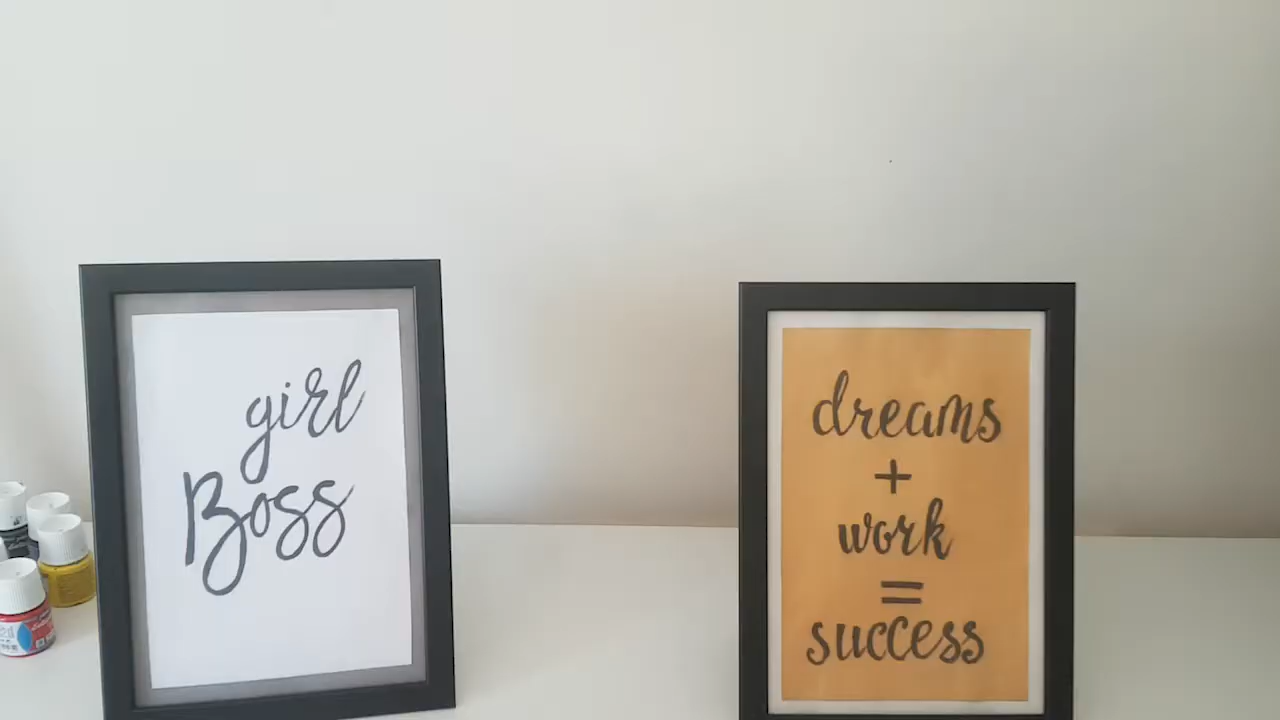 girl
Boss
dreams
+
work
=
success